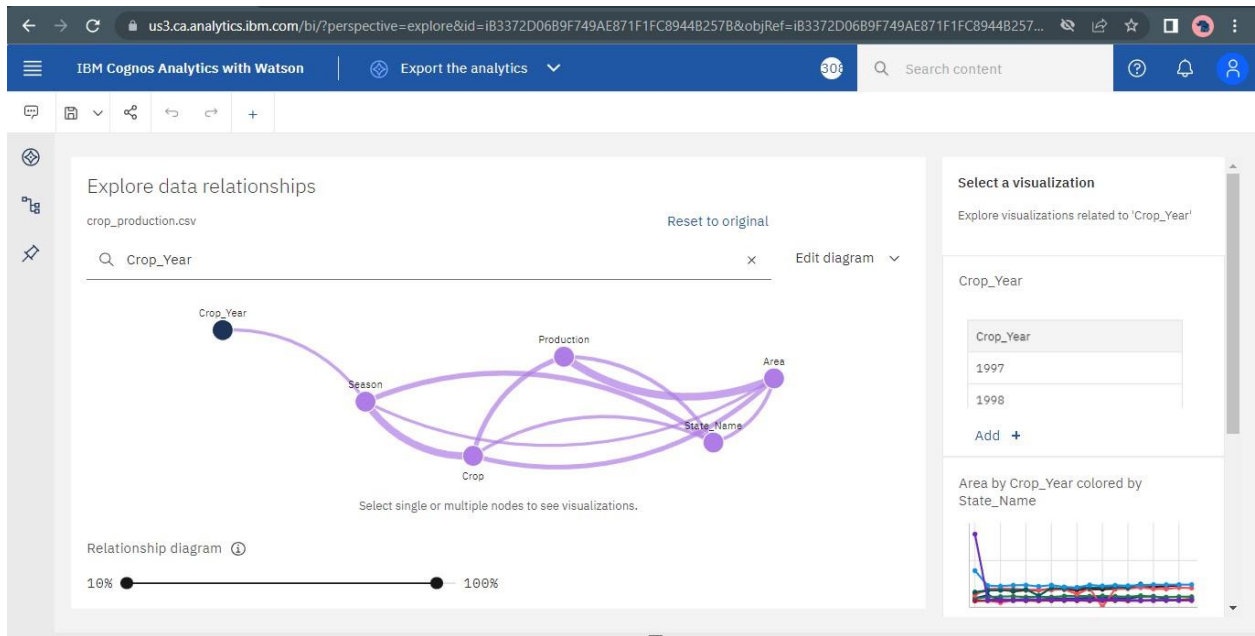 us3.ca.analytics.ibm.com/bi/?perspective=explore&id=iB3372D06B9F749AE871F1FC8944B257B&objRef=iB3372D06B9F749AE871F1FC8944B257...
IBM Cognos Analytics with Watson
Export the analytics
308
Search content
Explore data relationships
crop_production.csv
Reset to original
Crop_Year
Edit diagram
Crop_Year
Production
Area
Season
State_Name
Crop
Select single or multiple nodes to see visualizations.
Relationship diagram
10%
100%
Select a visualization
Explore visualizations related to 'Crop_Year'
Crop_Year
Crop_Year
1997
1998
Add +
Area by Crop_Year colored by
State_Name